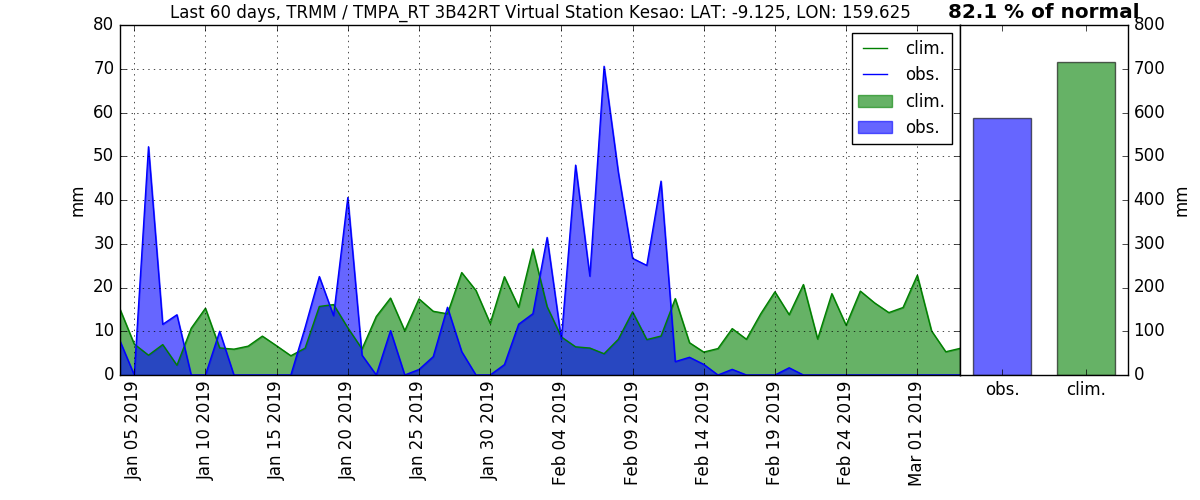 Last 60 days, TRMM / TMPA_RT 3B42RT Virtual Station Kesao: LAT: -9.125, LON: 159.625
82.1 % of normal
80
70
60
50
40
30
20
10
0
mm
clim.
obs.
clim.
obs.
800
700
600
500
400
300
200
100
0
mm
Jan 05 2019
Jan 10 2019
Jan 15 2019
Jan 20 2019
Jan 25 2019
Jan 30 2019
Feb 04 2019
Feb 09 2019
Feb 14 2019
Feb 19 2019
Feb 24 2019
Mar 01 2019
obs.
clim.